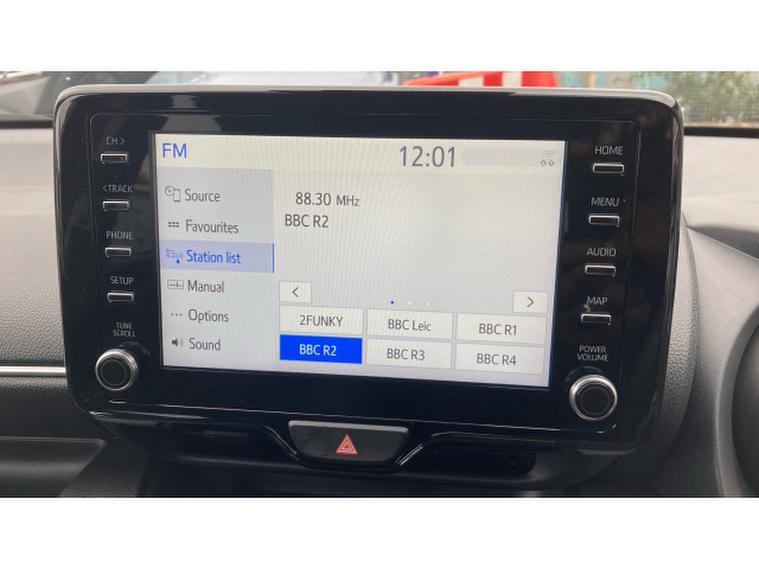 FM
12:01
Source
Favourites
Station list
Manual
Options
Sound
88.30 MHz
BBC R2
2FUNKY
BBC Leic
BBC R1
BBC R2
BBC R3
BBC R4
CH >
< TRACK
PHONE
SETUP
TUNE
SCROLL
HOME
MENU
AUDIO
MAP
POWER
VOLUME